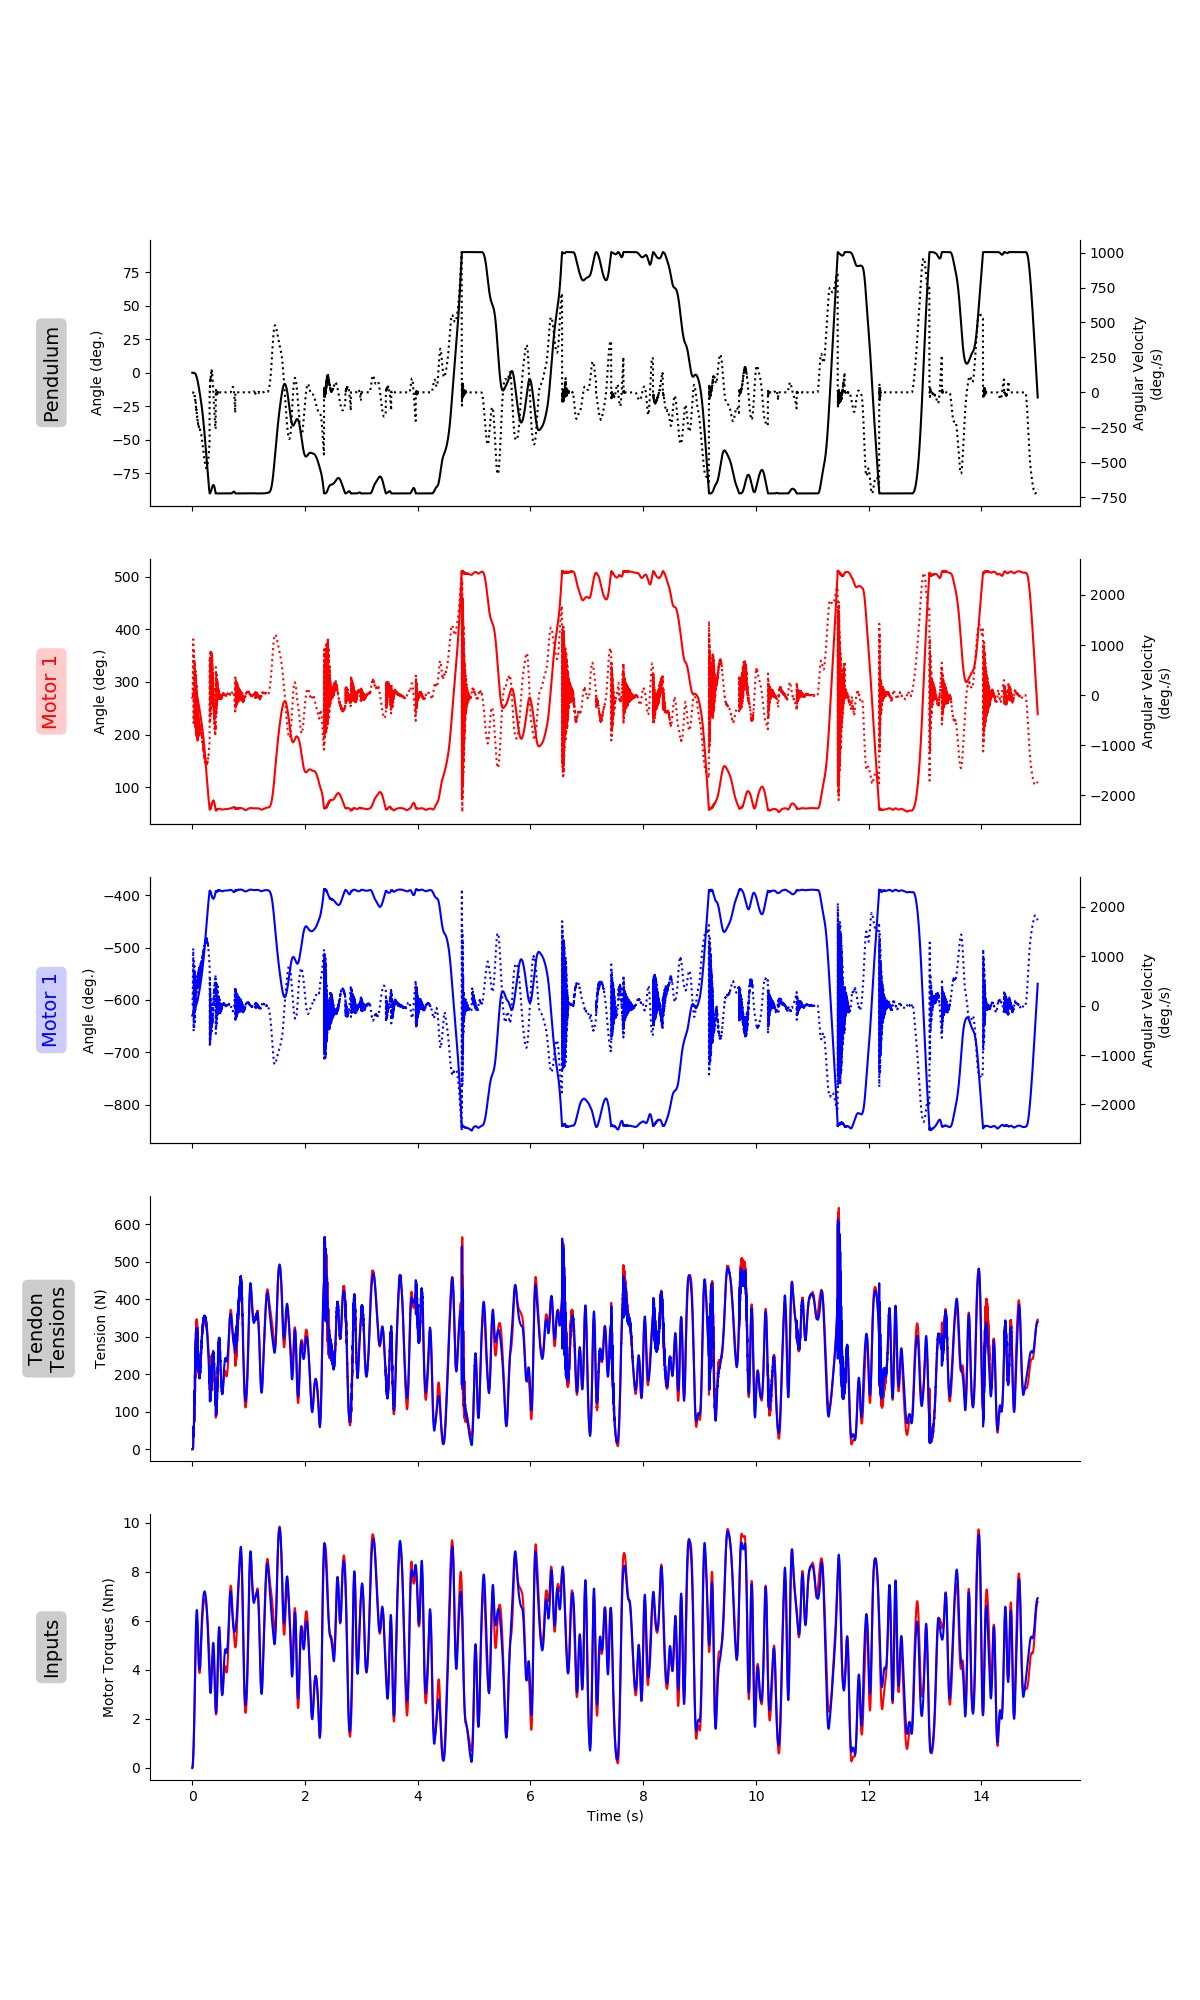 Pendulum
Angle (deg.)
75
50
25
0
−25
−50
−75
1000
750
500
250
0
−250
−500
−750
Angular Velocity
(deg./s)
Motor 1
Angle (deg.)
500
400
300
200
100
2000
1000
0
−1000
−2000
Angular Velocity
(deg./s)
Motor 1
Angle (deg.)
−400
−500
−600
−700
−800
2000
1000
0
−1000
−2000
Angular Velocity
(deg./s)
Tendon
Tensions
Tension (N)
600
500
400
300
200
100
0
Inputs
Motor Torques (Nm)
10
8
6
4
2
0
0 2 4 6 8 10 12 14
Time (s)